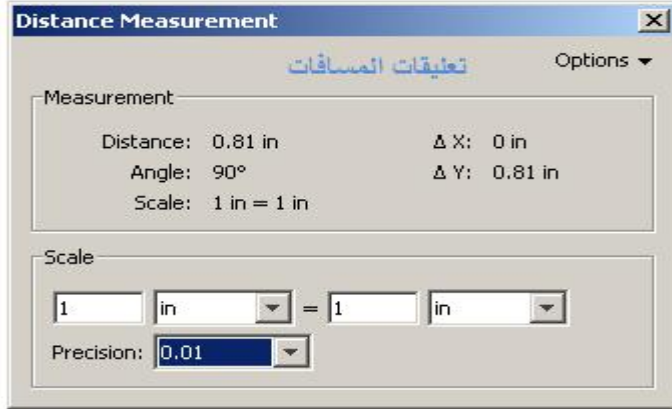 Distance Measurement
تعليقات المسافات
Options
Measurement
Distance: 0.81 in Δ X: 0 in
Angle: 90° Δ Y: 0.81 in
Scale: 1 in = 1 in
Scale
1 in = 1 in
Precision: 0.01